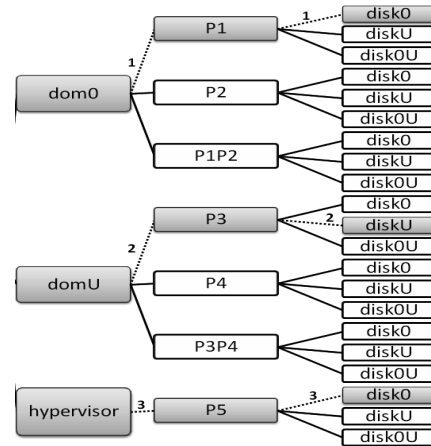 1 P1 1 disk0
diskU
disk0U
dom0 P2 disk0
diskU
disk0U
P1P2 disk0
diskU
disk0U
2 P3 disk0
2 diskU
disk0U
domU P4 disk0
diskU
disk0U
P3P4 disk0
diskU
disk0U
hypervisor 3 P5 3 disk0
diskU
disk0U